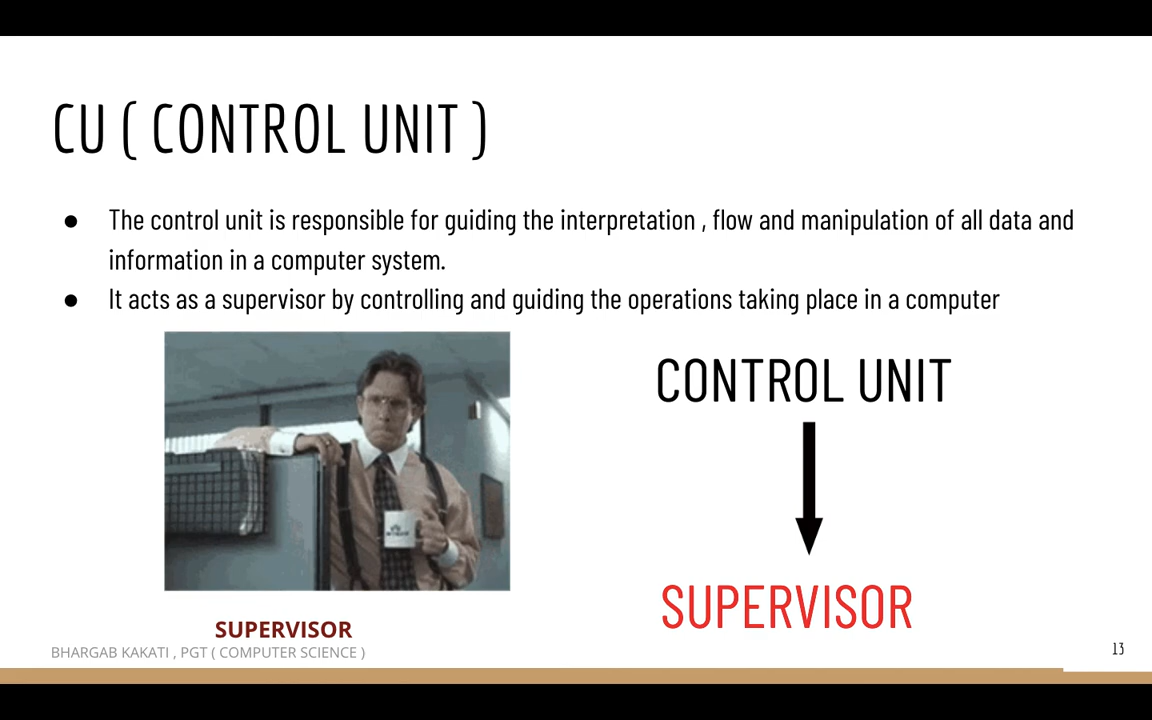 CU ( CONTROL UNIT )
● The control unit is responsible for guiding the interpretation , flow and manipulation of all data and
information in a computer system.
● It acts as a supervisor by controlling and guiding the operations taking place in a computer
CONTROL UNIT
SUPERVISOR
SUPERVISOR
BHARGAB KAKATI , PGT ( COMPUTER SCIENCE )
13